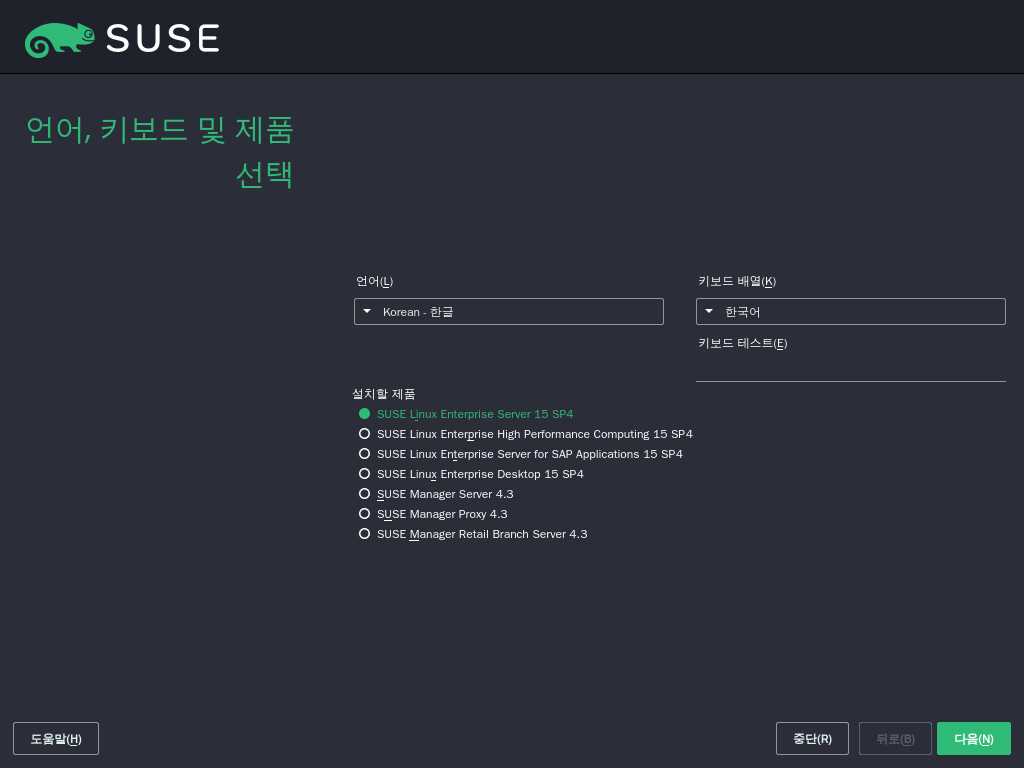 SUSE
언어, 키보드 및 제품
선택
언어(L)
키보드 배열(K)
Korean - 한글
한국어
키보드 테스트(E)
설치할 제품
SUSE Linux Enterprise Server 15 SP4
SUSE Linux Enterprise High Performance Computing 15 SP4
SUSE Linux Enterprise Server for SAP Applications 15 SP4
SUSE Linux Enterprise Desktop 15 SP4
SUSE Manager Server 4.3
SUSE Manager Proxy 4.3
SUSE Manager Retail Branch Server 4.3
도움말(H)
중단(R)
뒤로(B)
다음(N)